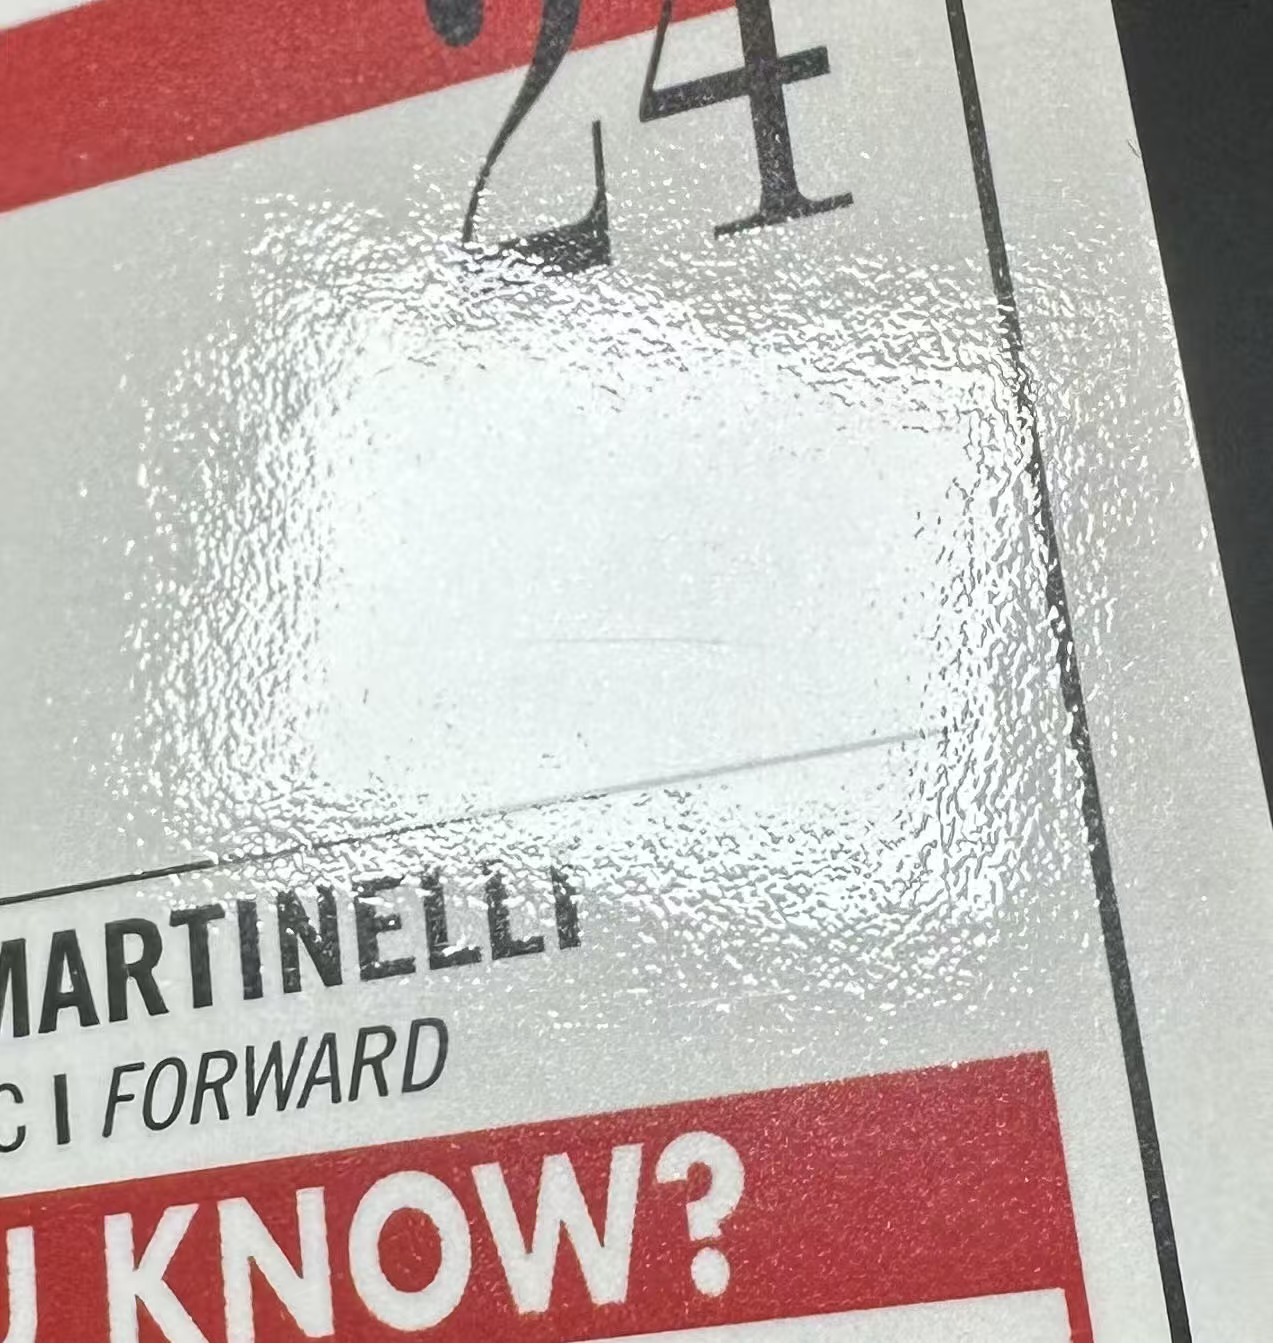 24
MARTINELLI
C | FORWARD
U KNOW?